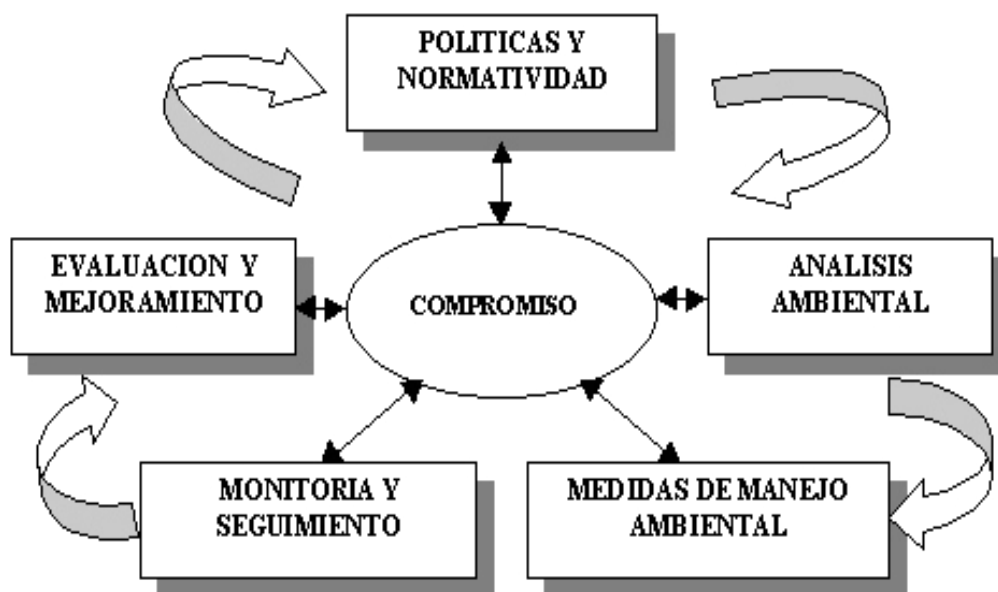 POLITICAS Y
NORMATIVIDAD
EVALUACION Y
MEJORAMIENTO
COMPROMISO
ANALISIS
AMBIENTAL
MONITORIA Y
SEGUIMIENTO
MEDIDAS DE MANEJO
AMBIENTAL